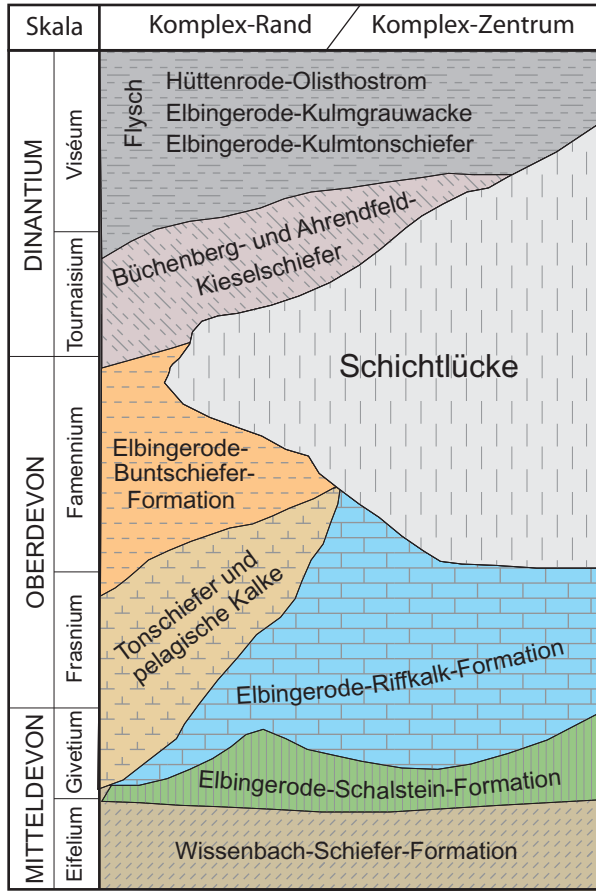 Skala
Komplex-Rand
Komplex-Zentrum
DINANTIUM
Viséum
Tournaisium
OBERDEVON
Famennium
Frasnium
MITTELDEVON
Givetium
Eifelium
Flysch
Hüttenrode-Olisthostrom
Elbingerode-Kulmgrauwacke
Elbingerode-Kulmtonschiefer
Büchenberg- und Ahrendfeld-
Kieselschiefer
Schichtlücke
Elbingerode-
Buntschiefer-
Formation
Tonschiefer und
pelagische Kalke
Elbingerode-Riffkalk-Formation
Elbingerode-Schalstein-Formation
Wissenbach-Schiefer-Formation